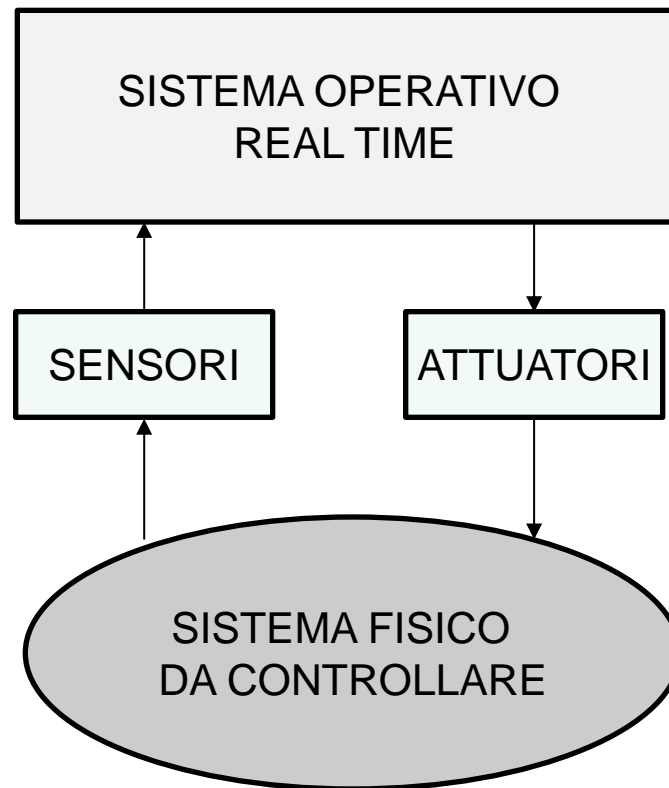 SISTEMA OPERATIVO
REAL TIME
SENSORI
ATTUATORI
SISTEMA FISICO
DA CONTROLLARE